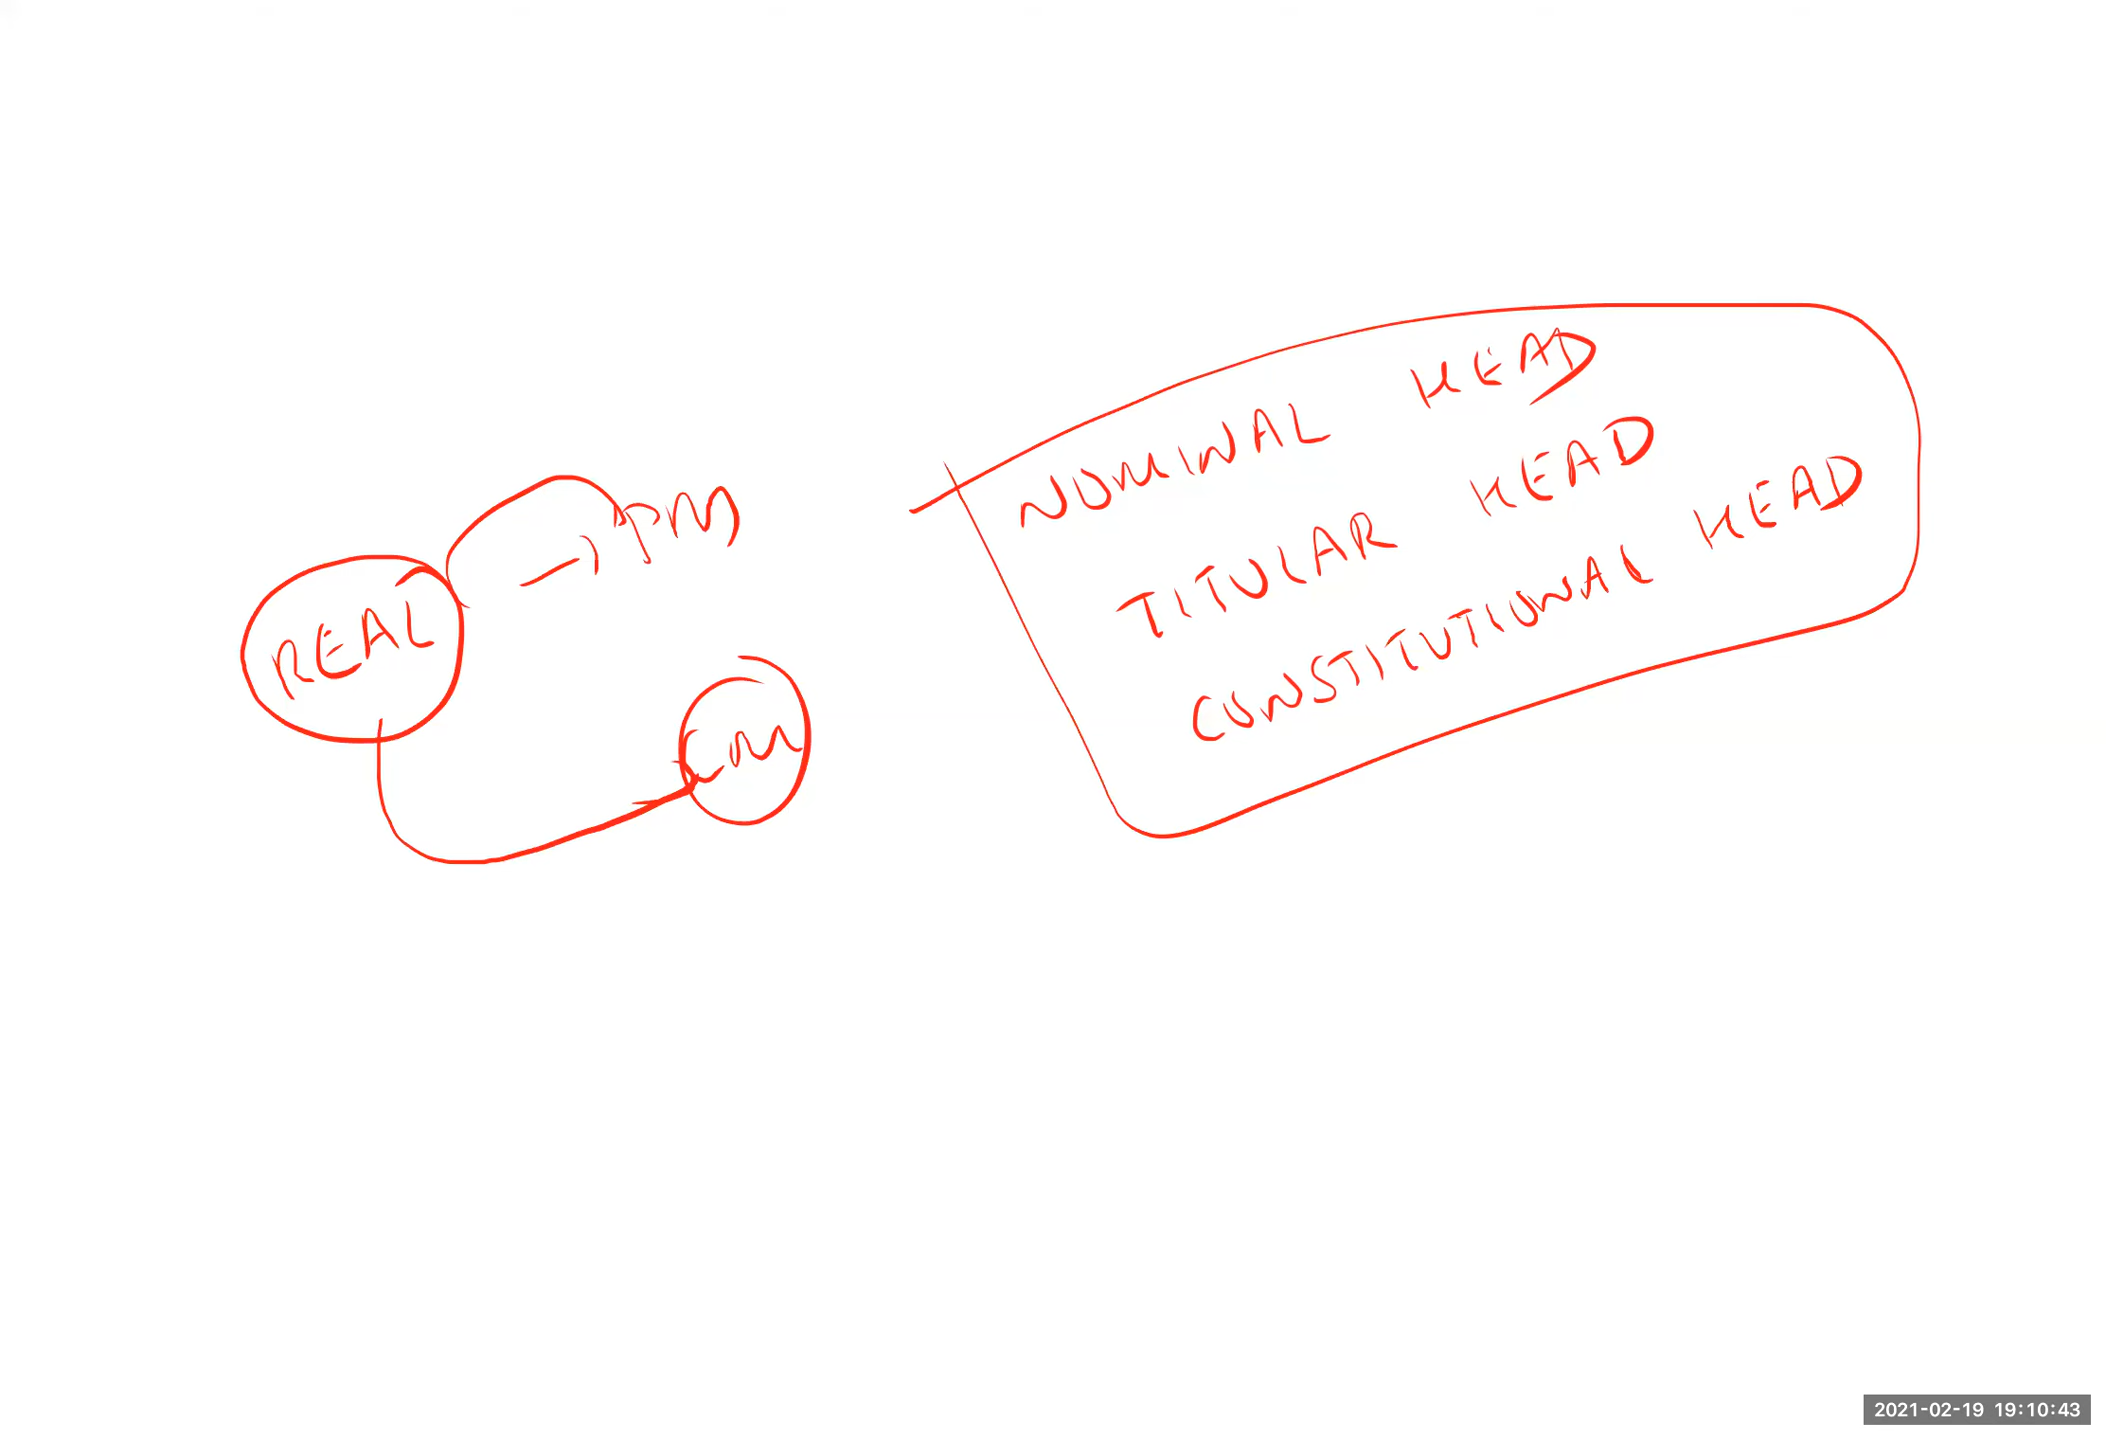 REAL
→ PM
CM
NOMINAL HEAD
TITULAR HEAD
CONSTITUTIONAL HEAD
2021-02-19 19:10:43